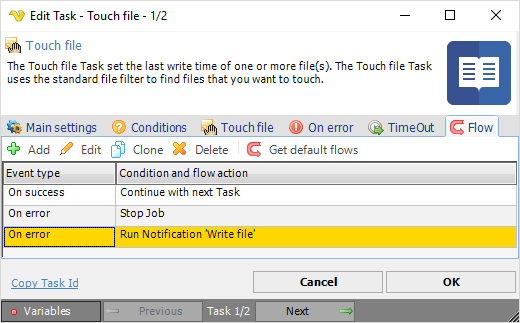 Edit Task - Touch file - 1/2
Touch file
The Touch file Task set the last write time of one or more file(s). The Touch file Task
uses the standard file filter to find files that you want to touch.
Main settings Conditions Touch file On error TimeOut Flow
Add Edit Clone Delete Get default flows
Event type Condition and flow action
On success Continue with next Task
On error Stop Job
On error Run Notification 'Write file'
Copy Task Id Cancel OK
Variables Previous Task 1/2 Next